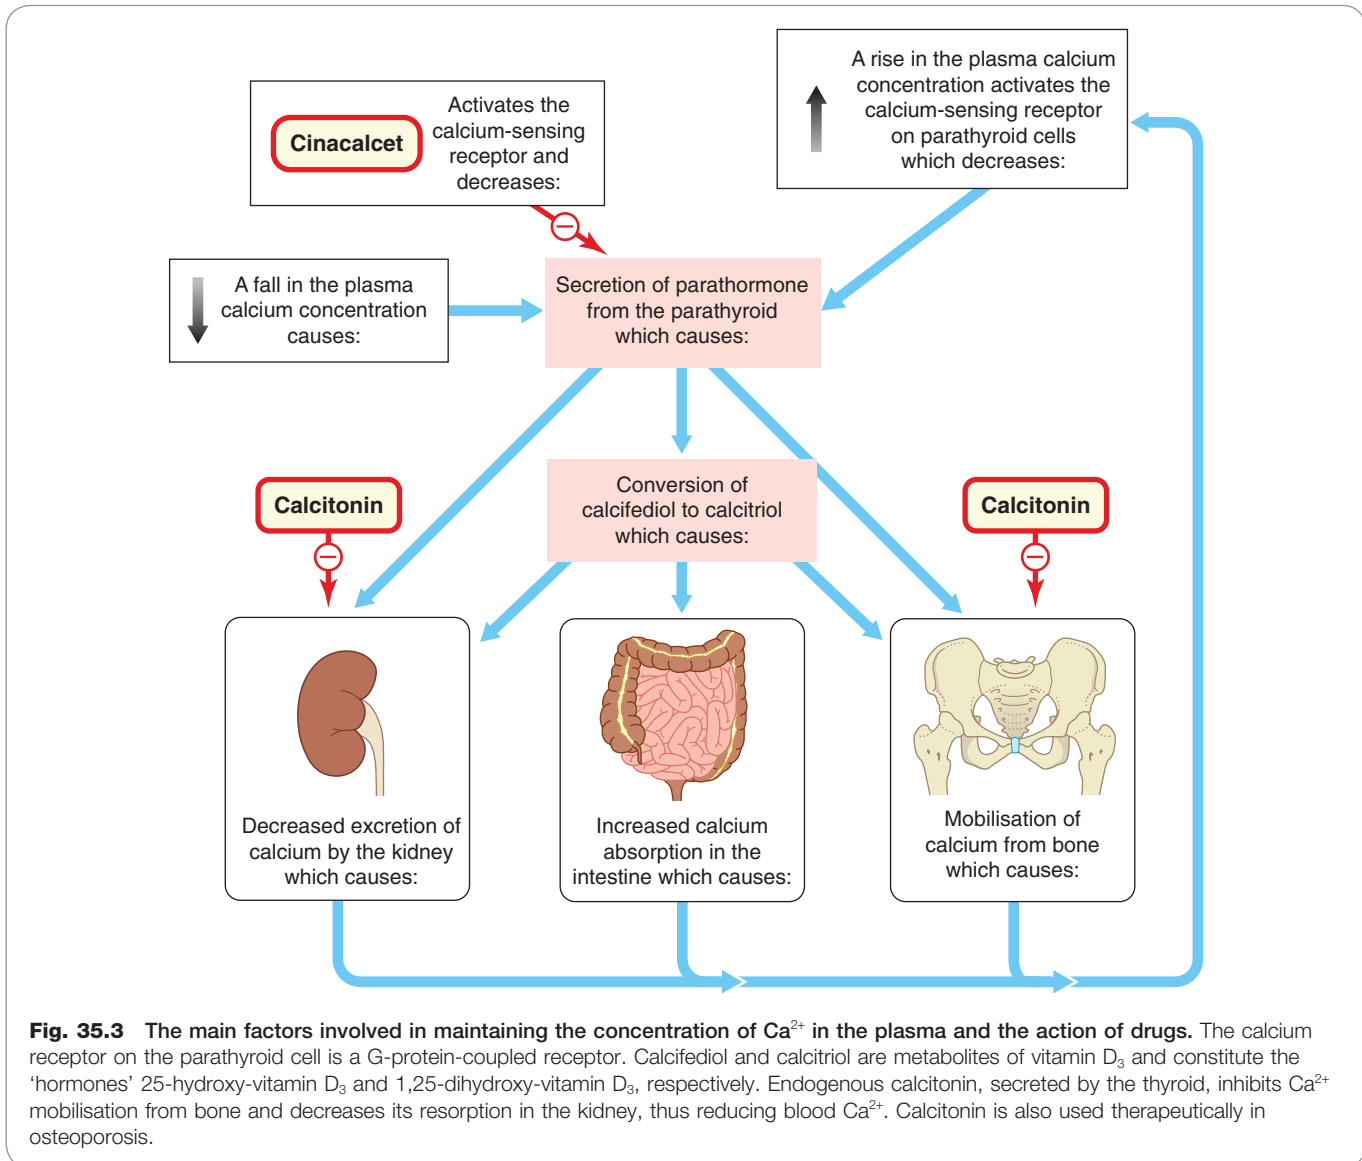 Cinacalcet
Activates the
calcium-sensing
receptor and
decreases:
A rise in the plasma calcium
concentration activates the
calcium-sensing receptor
on parathyroid cells
which decreases:
−
A fall in the plasma
calcium concentration
causes:
Secretion of parathormone
from the parathyroid
which causes:
Conversion of
calcifediol to calcitriol
which causes:
Calcitonin
−
Calcitonin
−
Decreased excretion of
calcium by the kidney
which causes:
Increased calcium
absorption in the
intestine which causes:
Mobilisation of
calcium from bone
which causes:
Fig. 35.3 The main factors involved in maintaining the concentration of Ca²⁺ in the plasma and the action of drugs. The calcium
receptor on the parathyroid cell is a G-protein-coupled receptor. Calcifediol and calcitriol are metabolites of vitamin D₃ and constitute the
‘hormones’ 25-hydroxy-vitamin D₃ and 1,25-dihydroxy-vitamin D₃, respectively. Endogenous calcitonin, secreted by the thyroid, inhibits Ca²⁺
mobilisation from bone and decreases its resorption in the kidney, thus reducing blood Ca²⁺. Calcitonin is also used therapeutically in
osteoporosis.